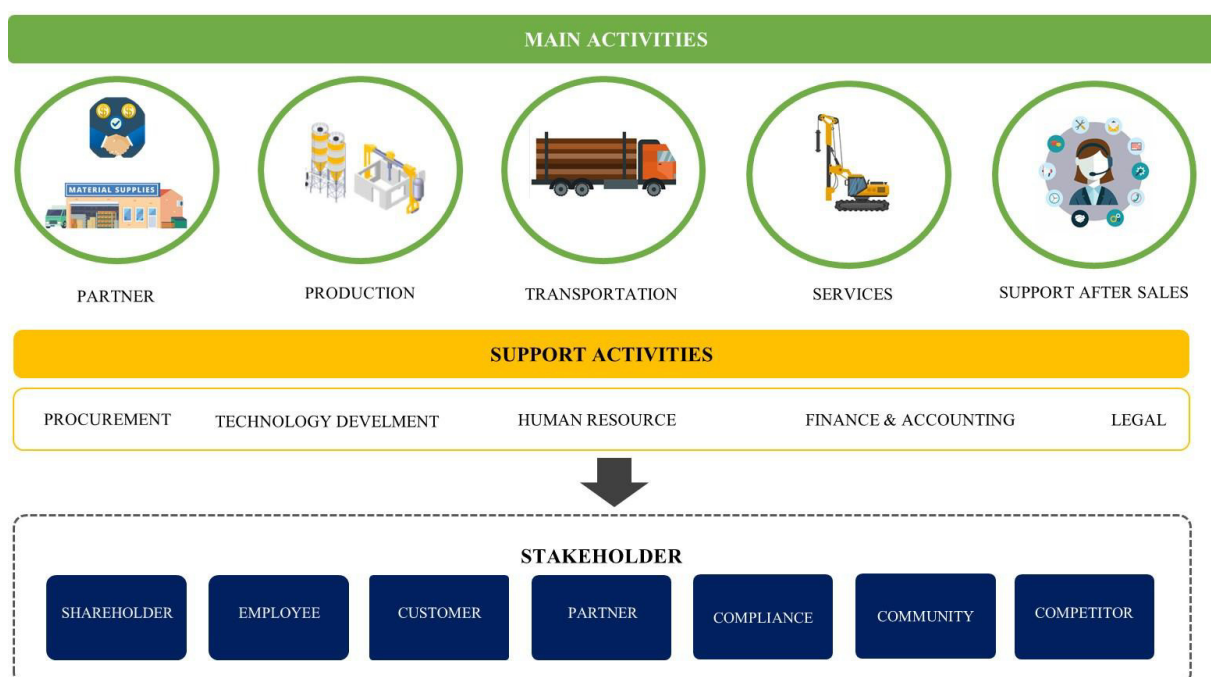 MAIN ACTIVITIES
MATERIAL SUPPLIES
PARTNER
PRODUCTION
TRANSPORTATION
SERVICES
SUPPORT AFTER SALES
SUPPORT ACTIVITIES
PROCUREMENT
TECHNOLOGY DEVELMENT
HUMAN RESOURCE
FINANCE & ACCOUNTING
LEGAL
STAKEHOLDER
SHAREHOLDER
EMPLOYEE
CUSTOMER
PARTNER
COMPLIANCE
COMMUNITY
COMPETITOR